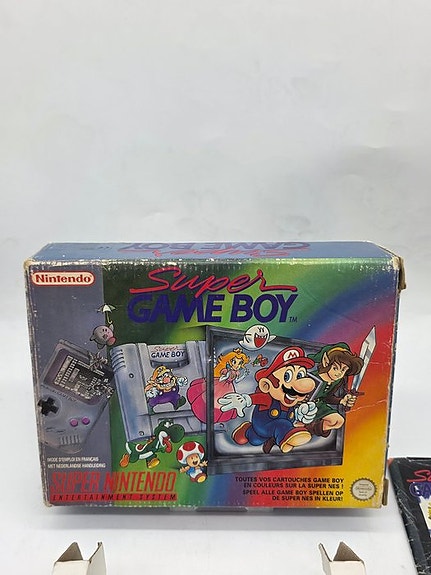 Nintendo
Super
GAME BOY™
Super
GAME BOY
MODE D'EMPLOI EN FRANÇAIS
MET NEDERLANDSE HANDLEIDING
SUPER NINTENDO
ENTERTAINMENT SYSTEM
TOUTES VOS CARTOUCHES GAME BOY
EN COULEURS SUR LA SUPER NES !
SPEEL ALLE GAME BOY SPELLEN OP
DE SUPER NES IN KLEUR!